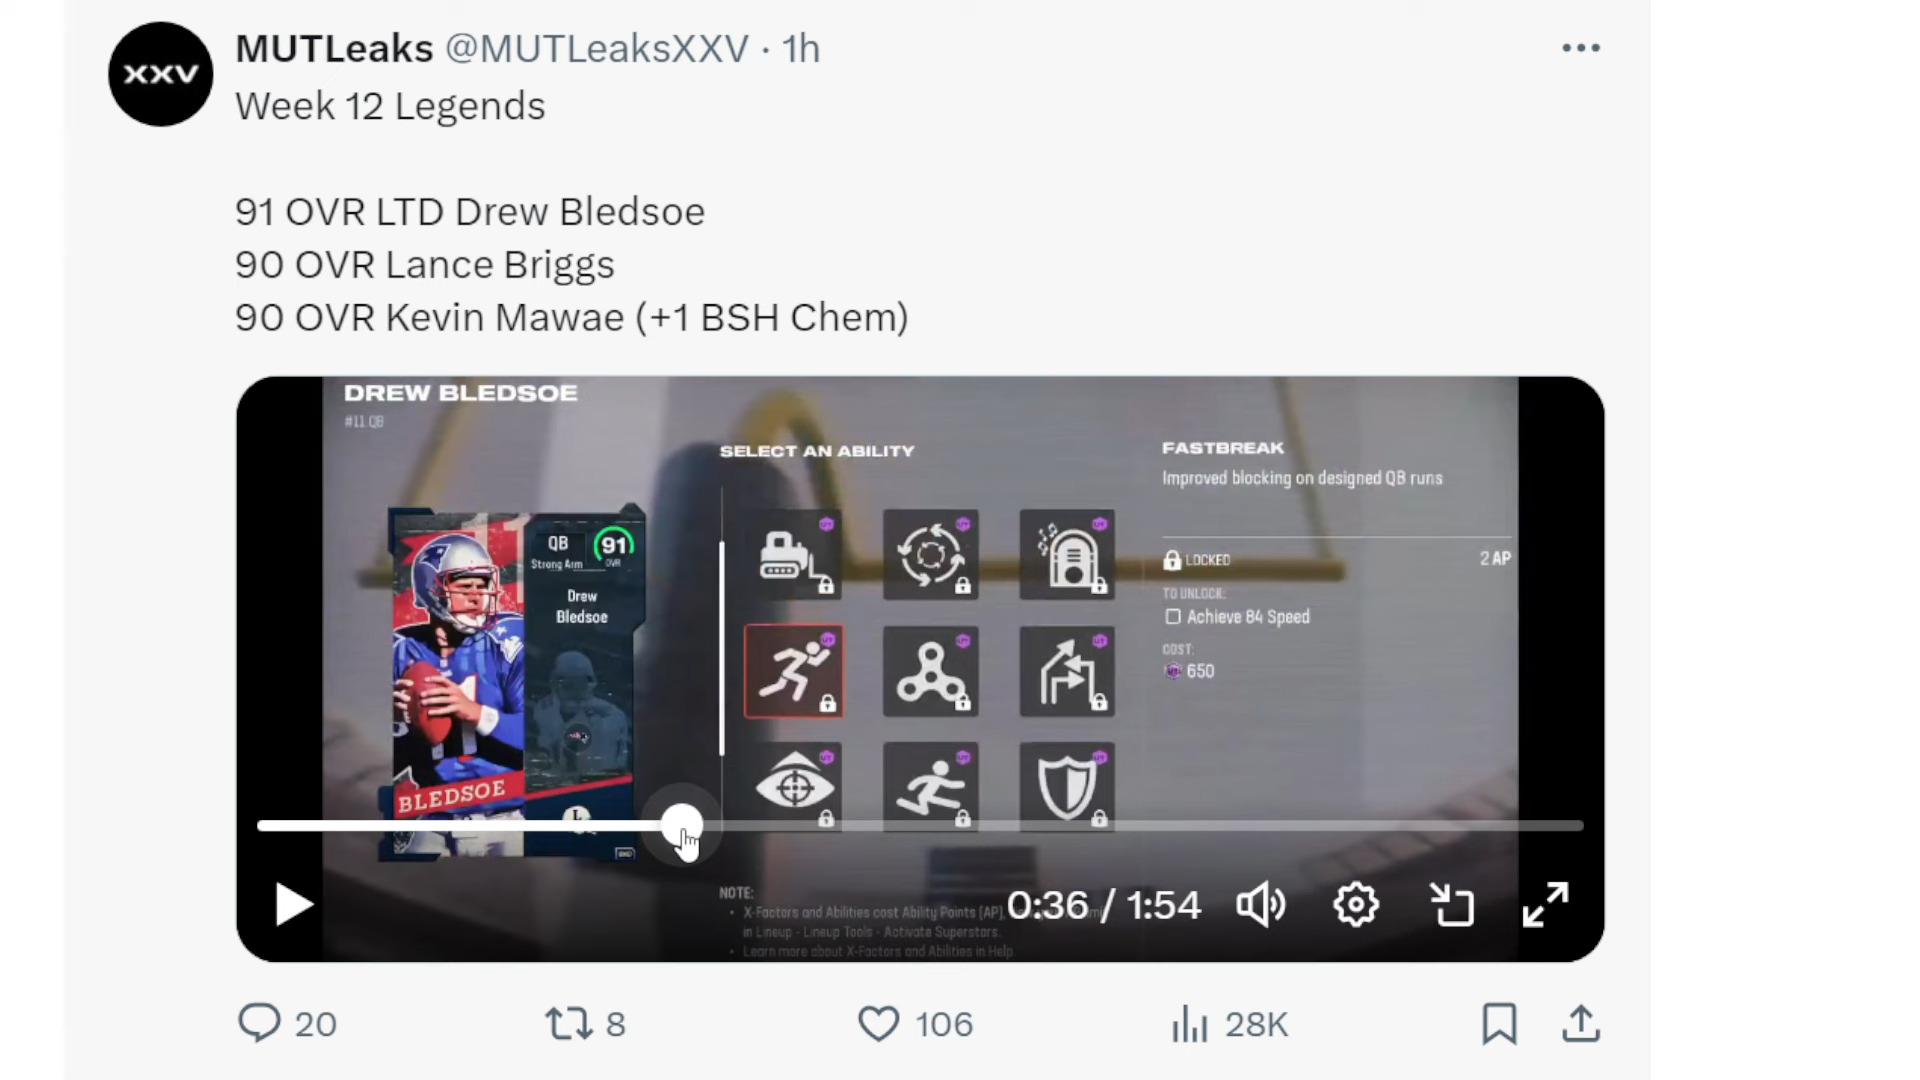 XXV
MUTLeaks @MUTLeaksXXV · 1h
Week 12 Legends
91 OVR LTD Drew Bledsoe
90 OVR Lance Briggs
90 OVR Kevin Mawae (+1 BSH Chem)
DREW BLEDSOE
#11 QB
SELECT AN ABILITY
FASTBREAK
Improved blocking on designed QB runs
LOCKED
2 AP
TO UNLOCK:
Achieve 84 Speed
COST:
650
QB
91
Strong Arm
OVR
Drew
Bledsoe
BLEDSOE
L
BND
NOTE:
• X-Factors and Abilities cost Ability Points (AP),
in Lineup - Lineup Tools - Activate Superstars.
• Learn more about X-Factors and Abilities in Help
0:36 / 1:54
20
8
106
28K